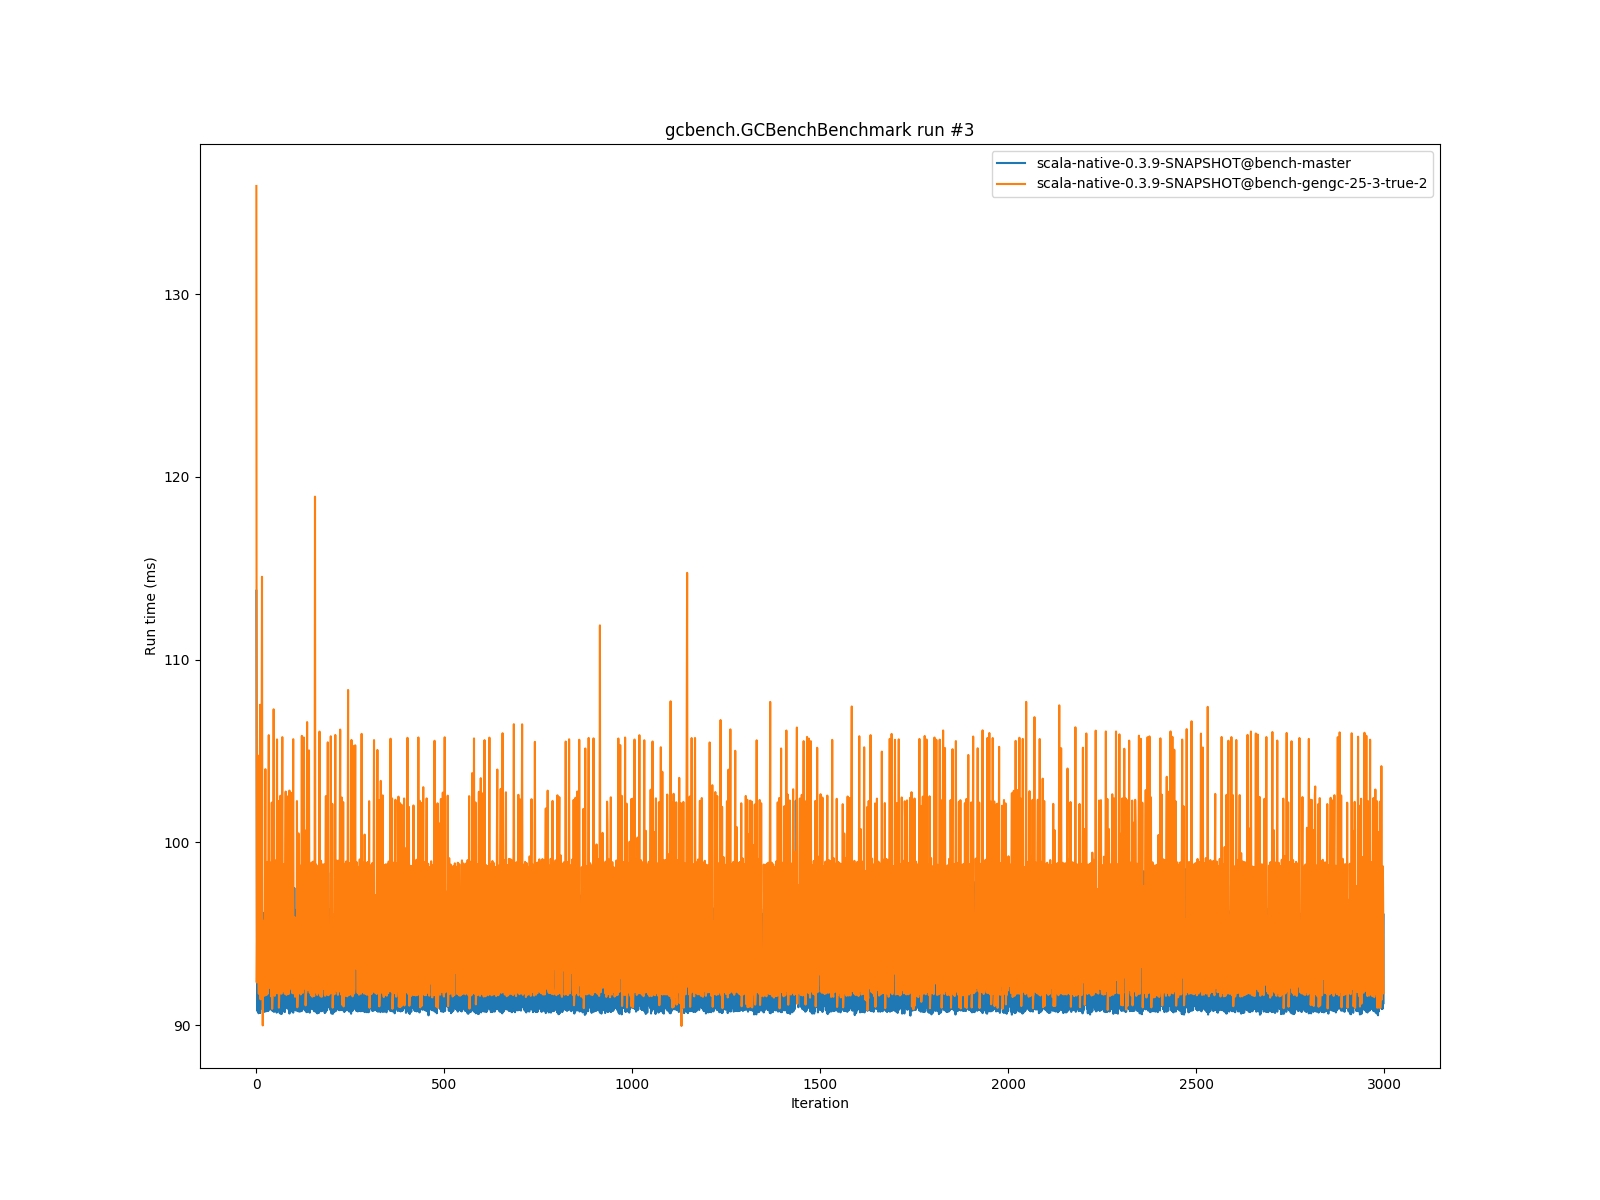 gcbench.GCBenchBenchmark run #3
scala-native-0.3.9-SNAPSHOT@bench-master
scala-native-0.3.9-SNAPSHOT@bench-gengc-25-3-true-2
130
120
110
100
90
Run time (ms)
0 500 1000 1500 2000 2500 3000
Iteration